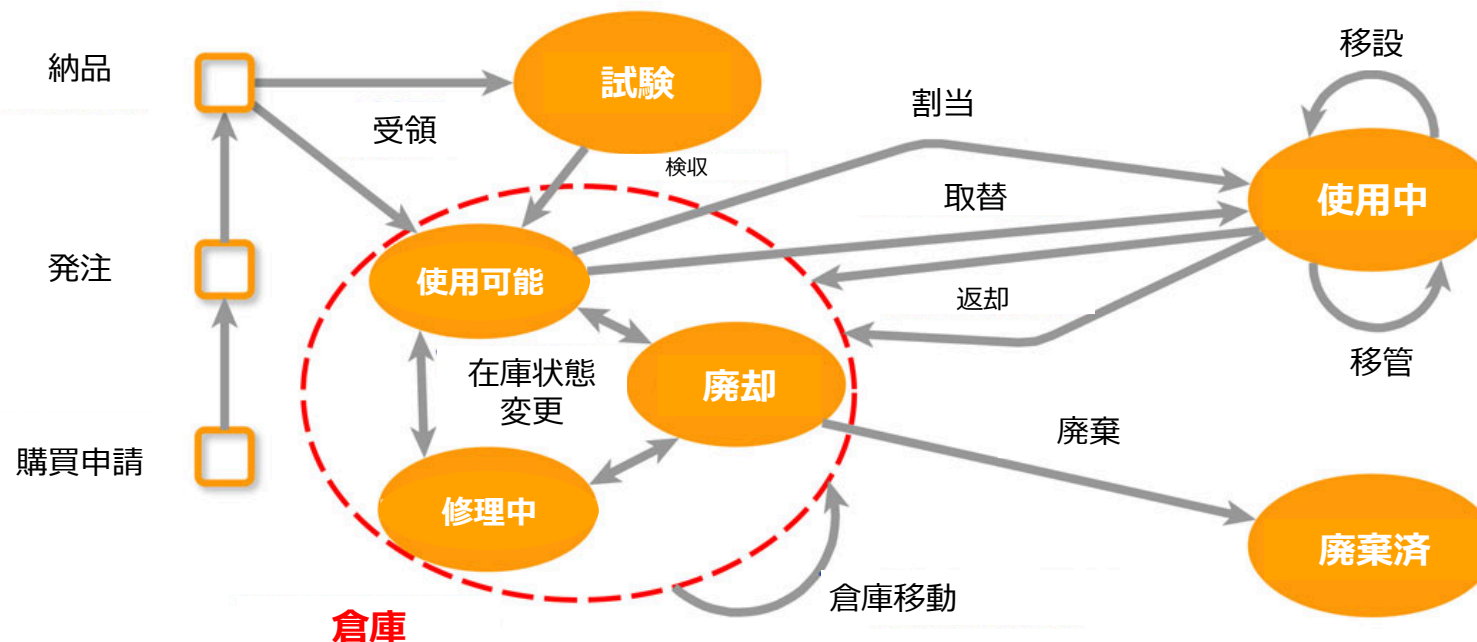 納品
試験
移設
受領
割当
検収
取替
使用中
発注
使用可能
返却
在庫状態
変更
廃却
移管
購買申請
廃棄
修理中
廃棄済
倉庫移動
倉庫